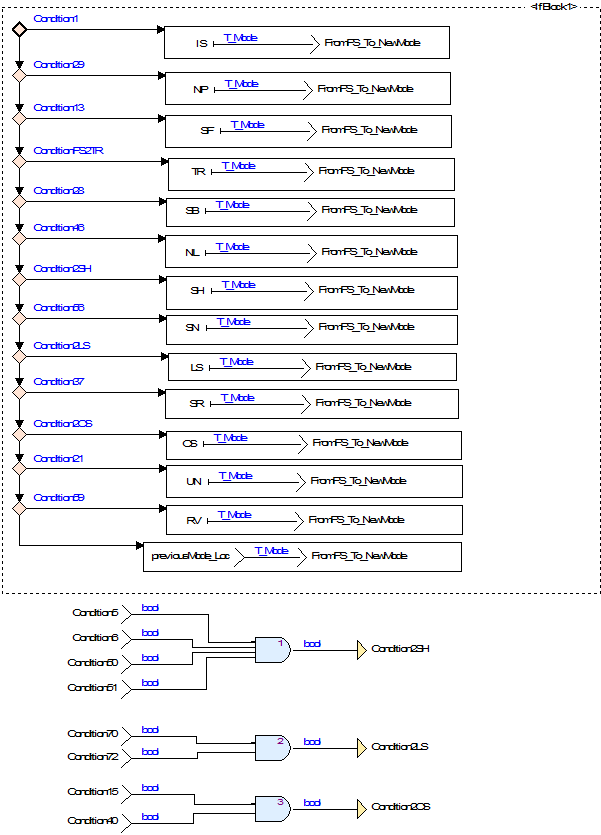 <IfBlock1>
Condition1
IS T_Mode FromFS_To_NewMode
Condition29
NP T_Mode FromFS_To_NewMode
Condition13
SF T_Mode FromFS_To_NewMode
ConditionFS2TR
TR T_Mode FromFS_To_NewMode
Condition28
SB T_Mode FromFS_To_NewMode
Condition46
NL T_Mode FromFS_To_NewMode
Condition2SH
SH T_Mode FromFS_To_NewMode
Condition56
SN T_Mode FromFS_To_NewMode
Condition2LS
LS T_Mode FromFS_To_NewMode
Condition37
SR T_Mode FromFS_To_NewMode
Condition2OS
OS T_Mode FromFS_To_NewMode
Condition21
UN T_Mode FromFS_To_NewMode
Condition59
RV T_Mode FromFS_To_NewMode
previousMode_Loc T_Mode FromFS_To_NewMode
Condition5 bool
Condition6 bool
1 bool Condition2SH
Condition50 bool
Condition51 bool
Condition70 bool
2 bool Condition2LS
Condition72 bool
Condition15 bool
3 bool Condition2OS
Condition40 bool